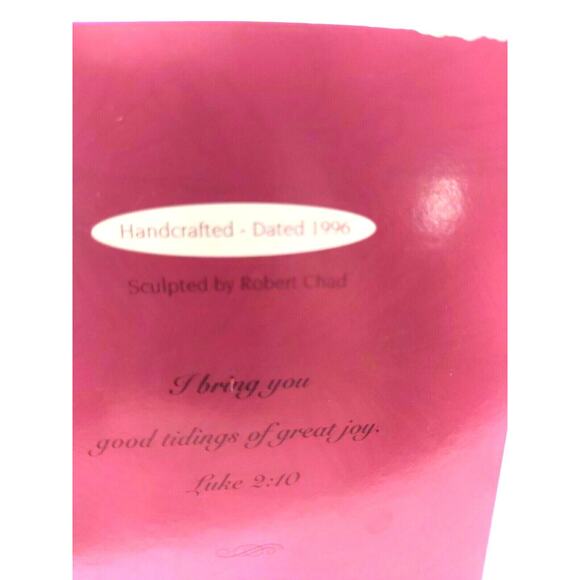 Handcrafted - Dated 1996
Sculpted by Robert Chad
I bring you
good tidings of great joy.
Luke 2:10